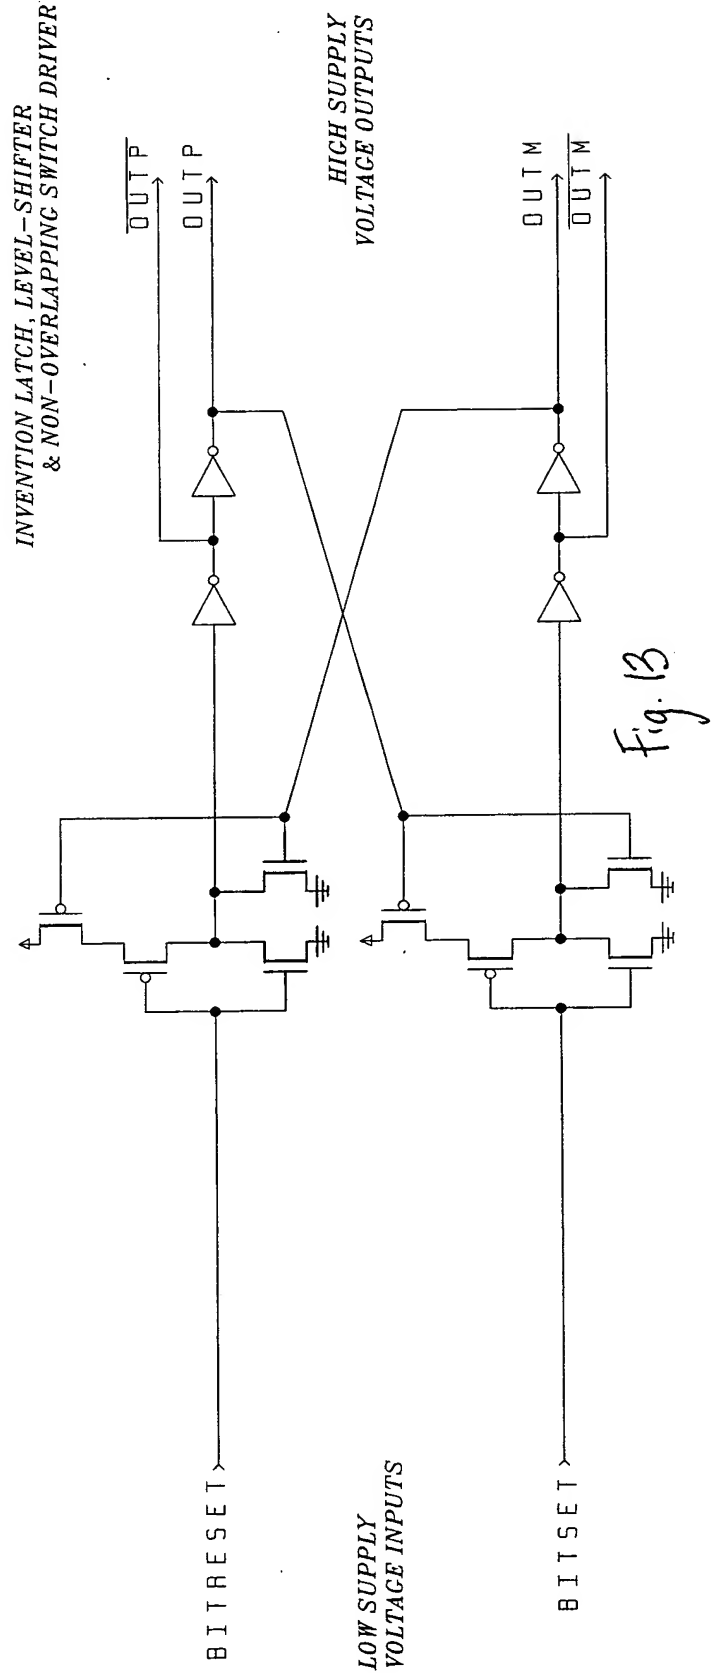 INVENTION LATCH, LEVEL-SHIFTER
& NON-OVERLAPPING SWITCH DRIVER
OUTP
OUTP
HIGH SUPPLY
VOLTAGE OUTPUTS
OUTM
OUTM
BITRESET
LOW SUPPLY
VOLTAGE INPUTS
BITSET
Fig. 13